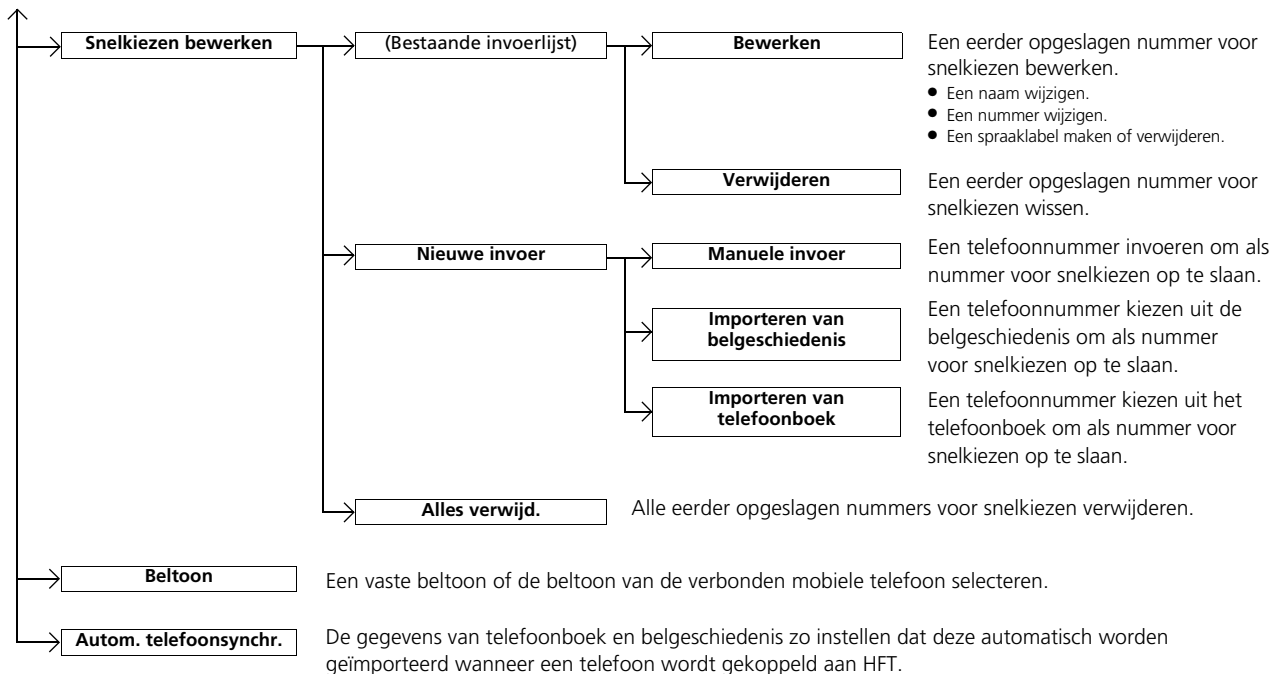 Snelkiezen bewerken
(Bestaande invoerlijst)
Bewerken
Een eerder opgeslagen nummer voor
snelkiezen bewerken.
● Een naam wijzigen.
● Een nummer wijzigen.
● Een spraaklabel maken of verwijderen.
Verwijderen
Een eerder opgeslagen nummer voor
snelkiezen wissen.
Nieuwe invoer
Manuele invoer
Een telefoonnummer invoeren om als
nummer voor snelkiezen op te slaan.
Importeren van
belgeschiedenis
Een telefoonnummer kiezen uit de
belgeschiedenis om als nummer
voor snelkiezen op te slaan.
Importeren van
telefoonboek
Een telefoonnummer kiezen uit het
telefoonboek om als nummer voor
snelkiezen op te slaan.
Alles verwijd.
Alle eerder opgeslagen nummers voor snelkiezen verwijderen.
Beltoon
Een vaste beltoon of de beltoon van de verbonden mobiele telefoon selecteren.
Autom. telefoonsynchr.
De gegevens van telefoonboek en belgeschiedenis zo instellen dat deze automatisch worden
geïmporteerd wanneer een telefoon wordt gekoppeld aan HFT.